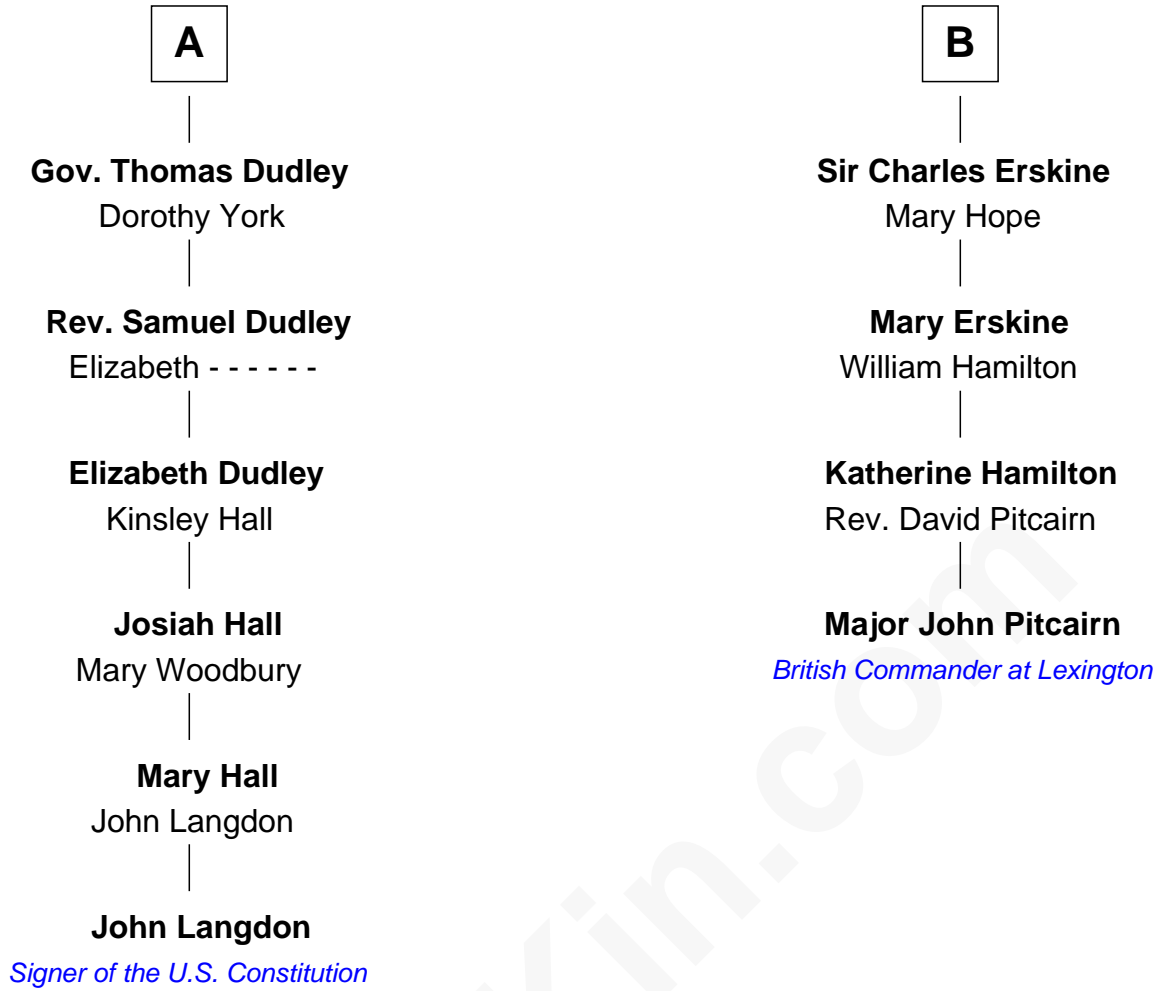 A
Gov. Thomas Dudley
Dorothy York
Rev. Samuel Dudley
Elizabeth - - - - - -
Elizabeth Dudley
Kinsley Hall
Josiah Hall
Mary Woodbury
Mary Hall
John Langdon
John Langdon
Signer of the U.S. Constitution
B
Sir Charles Erskine
Mary Hope
Mary Erskine
William Hamilton
Katherine Hamilton
Rev. David Pitcairn
Major John Pitcairn
British Commander at Lexington